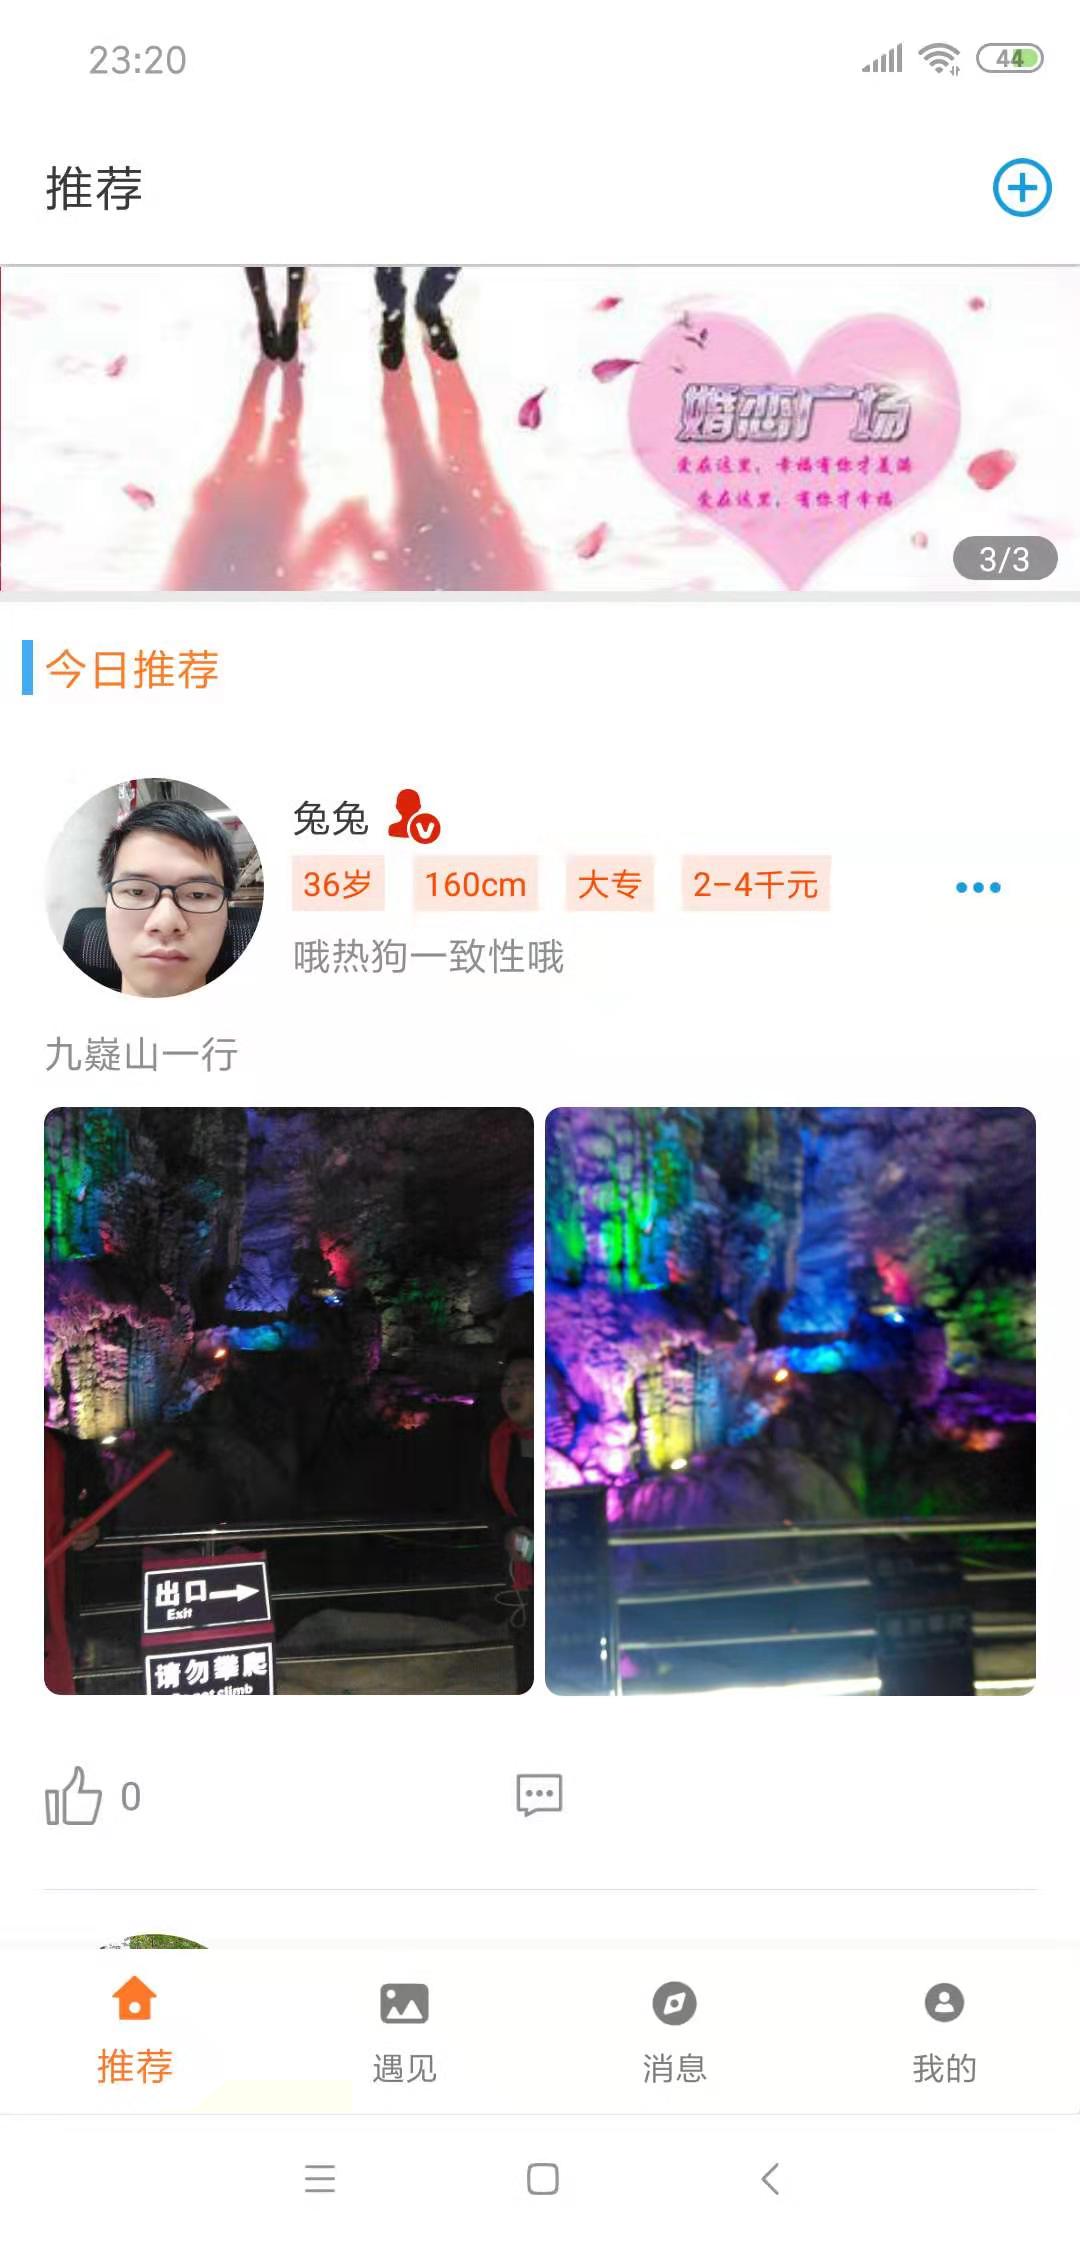 23:20
44
推荐
婚恋广场
爱在这里，幸福有你才美满
爱在这里，有你才幸福
3/3
今日推荐
兔兔
36岁 160cm 大专 2-4千元
哦热狗一致性哦
九嶷山一行
出口
Exit
请勿攀爬
climb
0
推荐 遇见 消息 我的